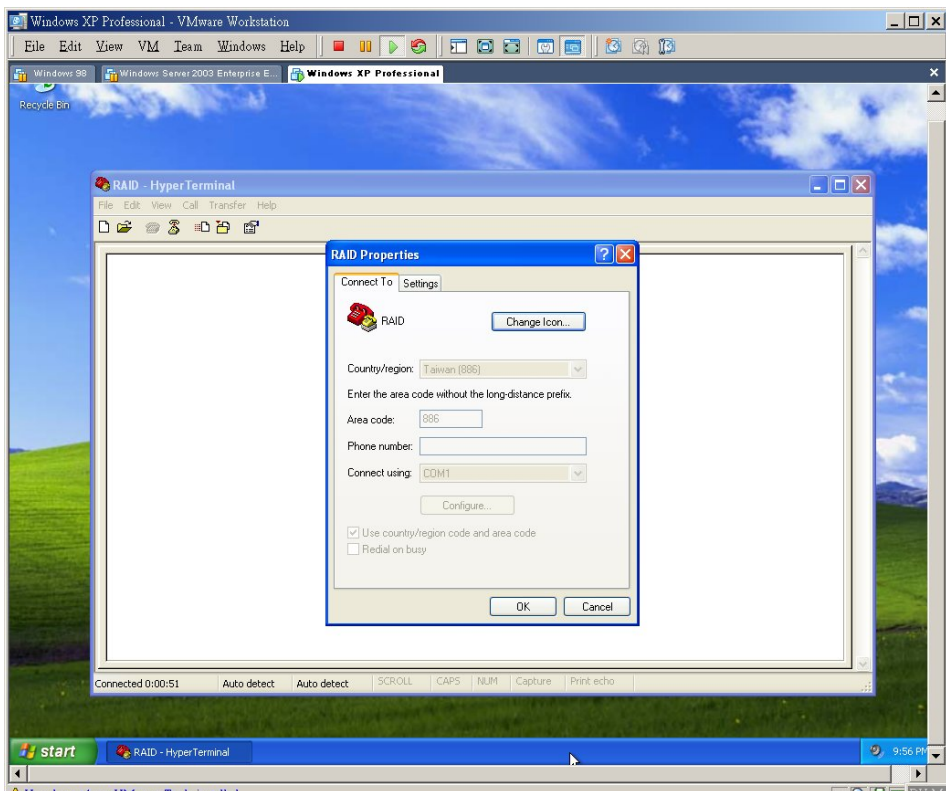 Windows XP Professional - VMware Workstation
File Edit View VM Team Windows Help
Windows 98 Windows Server 2003 Enterprise E... Windows XP Professional
Recycle Bin
RAID - HyperTerminal
File Edit View Call Transfer Help
RAID Properties
Connect To Settings
RAID Change Icon...
Country/region: Taiwan (886)
Enter the area code without the long-distance prefix.
Area code: 886
Phone number:
Connect using: COM1
Configure...
Use country/region code and area code
Redial on busy
OK Cancel
Connected 0:00:51 Auto detect Auto detect SCROLL CAPS NUM Capture Print echo
start RAID - HyperTerminal 9:56 PM